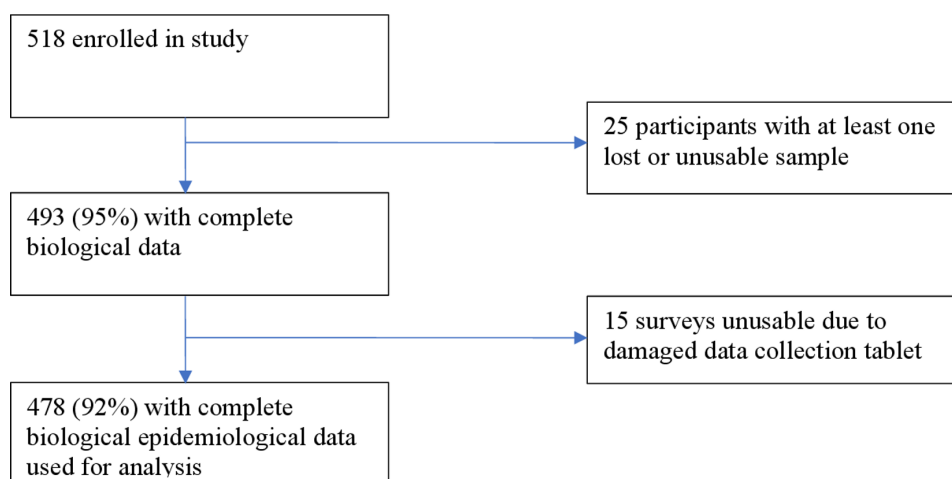 518 enrolled in study
25 participants with at least one
lost or unusable sample
493 (95%) with complete
biological data
15 surveys unusable due to
damaged data collection tablet
478 (92%) with complete
biological epidemiological data
used for analysis